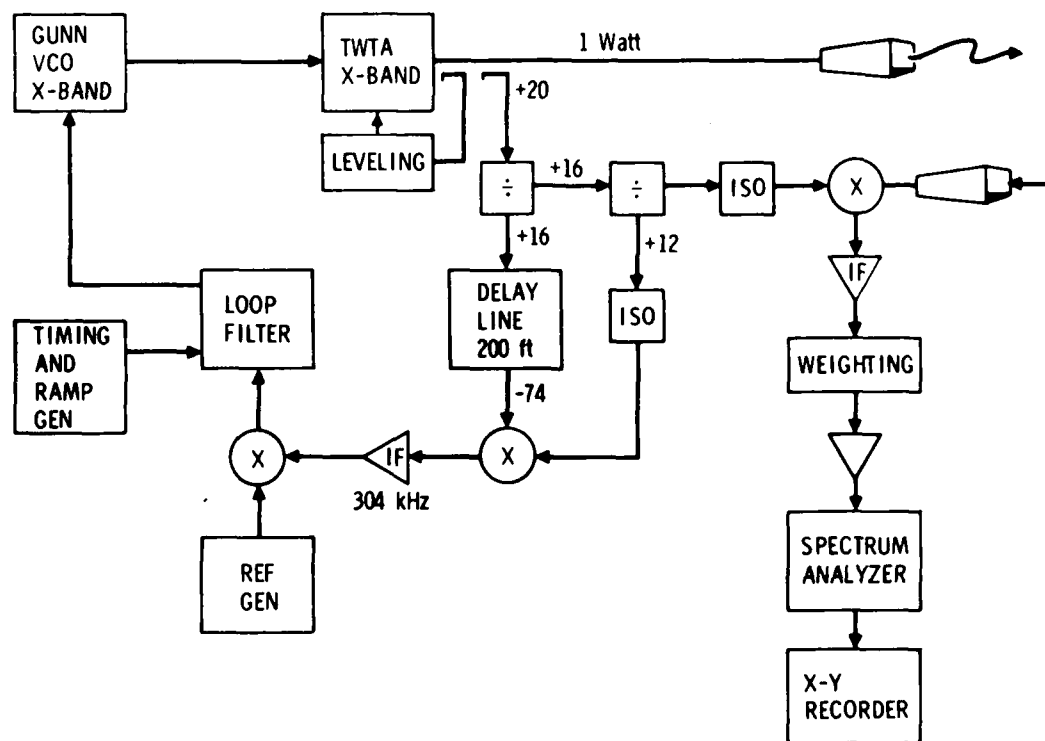 GUNN
VCO
X-BAND
TWTA
X-BAND
1 Watt
+20
LEVELING
÷
+16
÷
ISO
X
+16
+12
IF
DELAY
LINE
200 ft
ISO
LOOP
FILTER
TIMING
AND
RAMP
GEN
WEIGHTING
-74
X
IF
X
304 kHz
REF
GEN
SPECTRUM
ANALYZER
X-Y
RECORDER